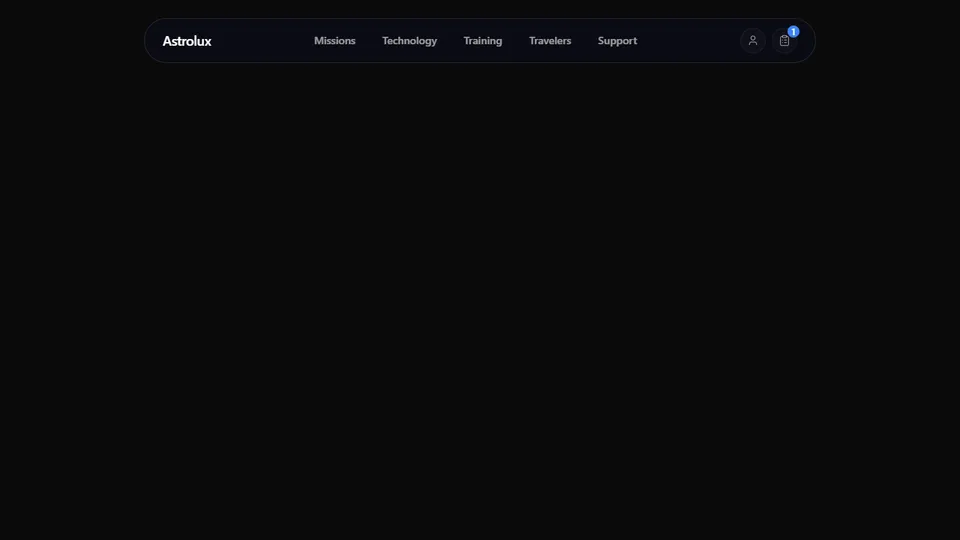 Astrolux
Missions
Technology
Training
Travelers
Support
1